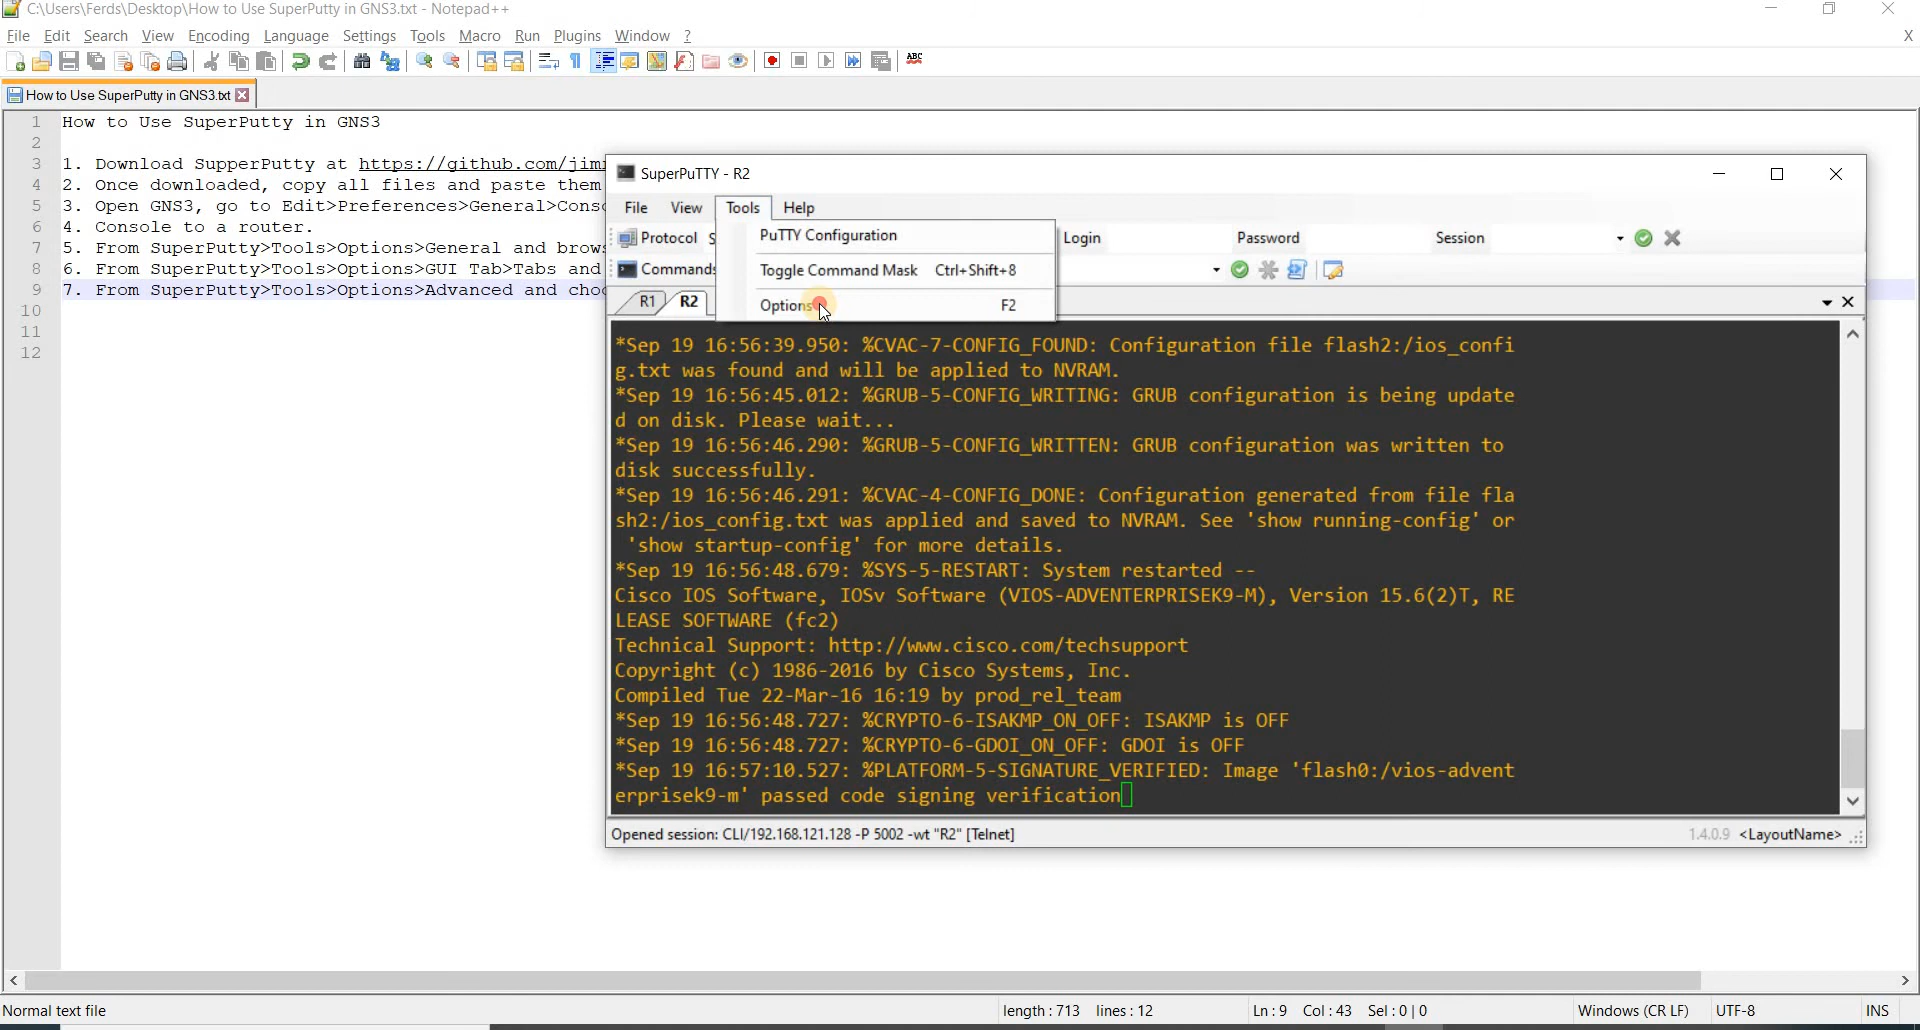 C:\Users\Ferds\Desktop\How to Use SuperPutty in GNS3.txt - Notepad++
File Edit Search View Encoding Language Settings Tools Macro Run Plugins Window ? X
ABC
How to Use SuperPutty in GNS3.txt
1 How to Use SuperPutty in GNS3
2
3 1. Download SupperPutty at https://github.com/jim
4 2. Once downloaded, copy all files and paste them
5 3. Open GNS3, go to Edit>Preferences>General>Conso
6 4. Console to a router.
7 5. From SuperPutty>Tools>Options>General and brow
8 6. From SuperPutty>Tools>Options>GUI Tab>Tabs and
9 7. From SuperPutty>Tools>Options>Advanced and choo
10
11
12
SuperPuTTY - R2
File View Tools Help
Protocol S Login Password Session
Commands
PuTTY Configuration
Toggle Command Mask Ctrl+Shift+8
Options F2
R1 R2
*Sep 19 16:56:39.950: %CVAC-7-CONFIG_FOUND: Configuration file flash2:/ios_confi
g.txt was found and will be applied to NVRAM.
*Sep 19 16:56:45.012: %GRUB-5-CONFIG_WRITING: GRUB configuration is being update
d on disk. Please wait...
*Sep 19 16:56:46.290: %GRUB-5-CONFIG_WRITTEN: GRUB configuration was written to
disk successfully.
*Sep 19 16:56:46.291: %CVAC-4-CONFIG_DONE: Configuration generated from file fla
sh2:/ios_config.txt was applied and saved to NVRAM. See 'show running-config' or
'show startup-config' for more details.
*Sep 19 16:56:48.679: %SYS-5-RESTART: System restarted --
Cisco IOS Software, IOSv Software (VIOS-ADVENTERPRISEK9-M), Version 15.6(2)T, RE
LEASE SOFTWARE (fc2)
Technical Support: http://www.cisco.com/techsupport
Copyright (c) 1986-2016 by Cisco Systems, Inc.
Compiled Tue 22-Mar-16 16:19 by prod_rel_team
*Sep 19 16:56:48.727: %CRYPTO-6-ISAKMP_ON_OFF: ISAKMP is OFF
*Sep 19 16:56:48.727: %CRYPTO-6-GDOI_ON_OFF: GDOI is OFF
*Sep 19 16:57:10.527: %PLATFORM-5-SIGNATURE_VERIFIED: Image 'flash0:/vios-advent
erprisek9-m' passed code signing verification
Opened session: CLI/192.168.121.128 -P 5002 -wt "R2" [Telnet] 1.4.0.9 <LayoutName>
Normal text file length : 713 lines : 12 Ln : 9 Col : 43 Sel : 0 | 0 Windows (CR LF) UTF-8 INS